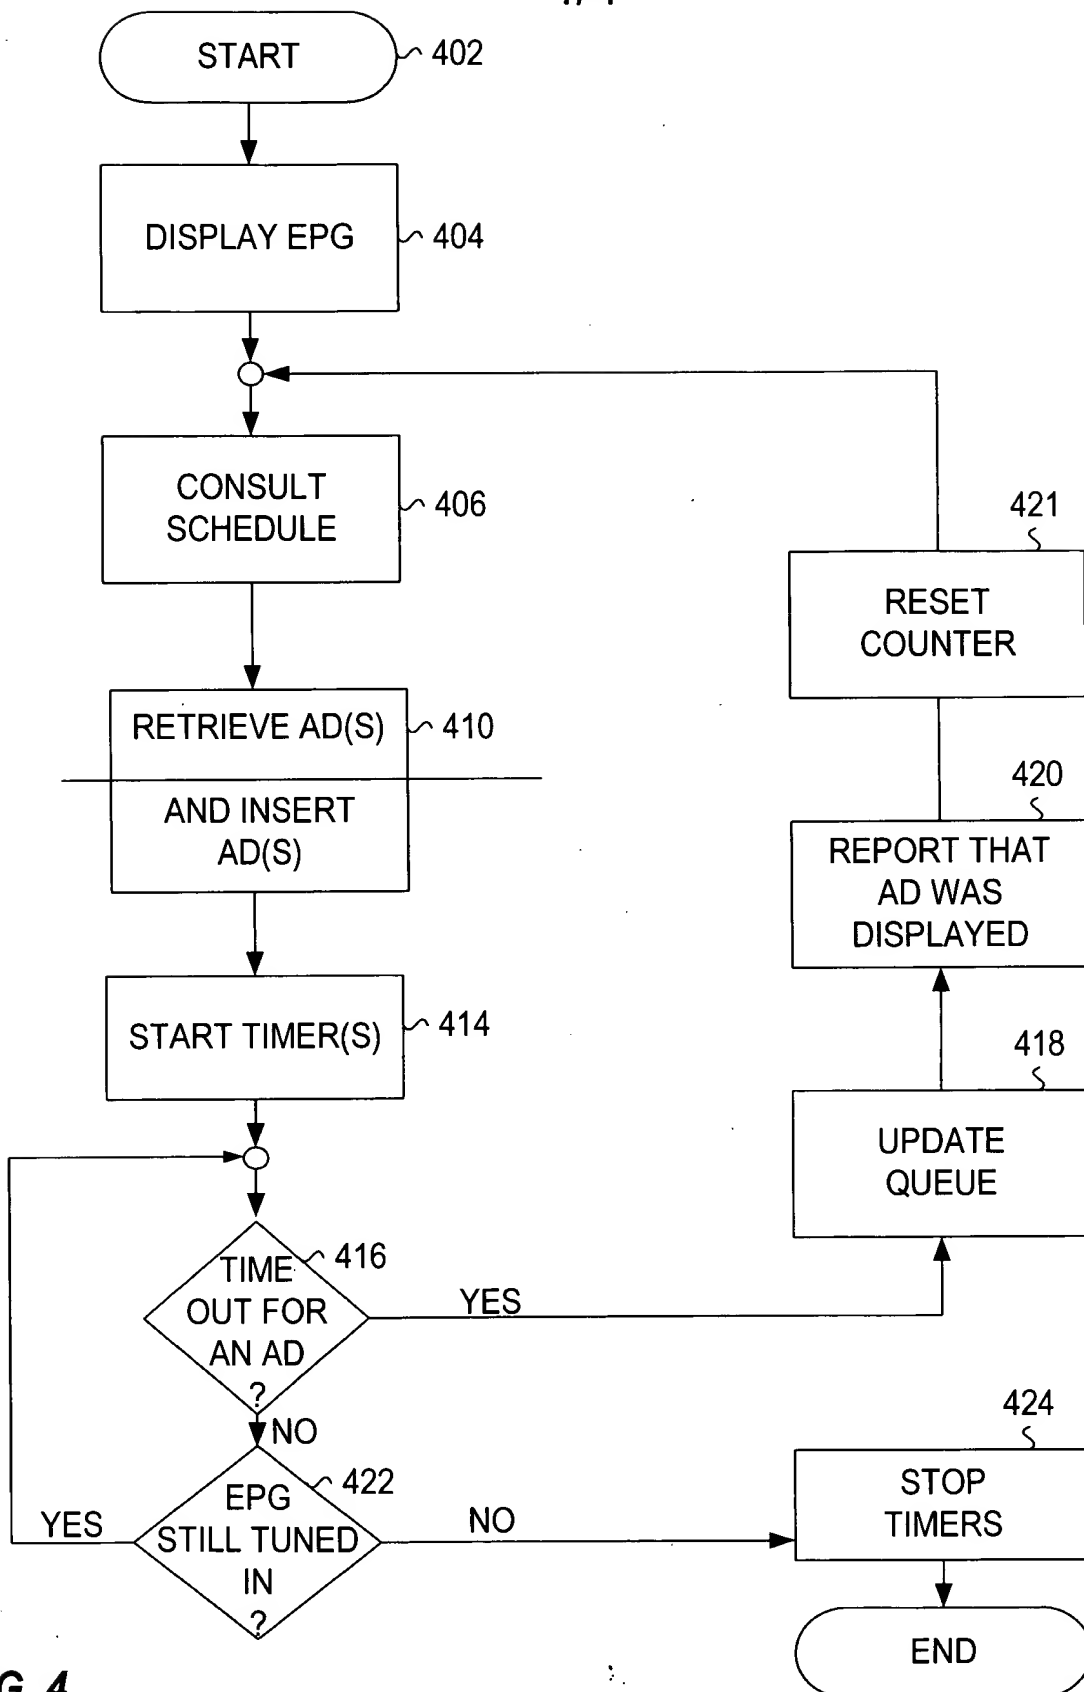 START
402
DISPLAY EPG
404
CONSULT
SCHEDULE
406
RETRIEVE AD(S)
410
AND INSERT
AD(S)
START TIMER(S)
414
TIME
OUT FOR
AN AD
?
416
YES
NO
EPG
STILL TUNED
IN
?
422
YES
NO
421
RESET
COUNTER
420
REPORT THAT
AD WAS
DISPLAYED
418
UPDATE
QUEUE
424
STOP
TIMERS
END
G. 4